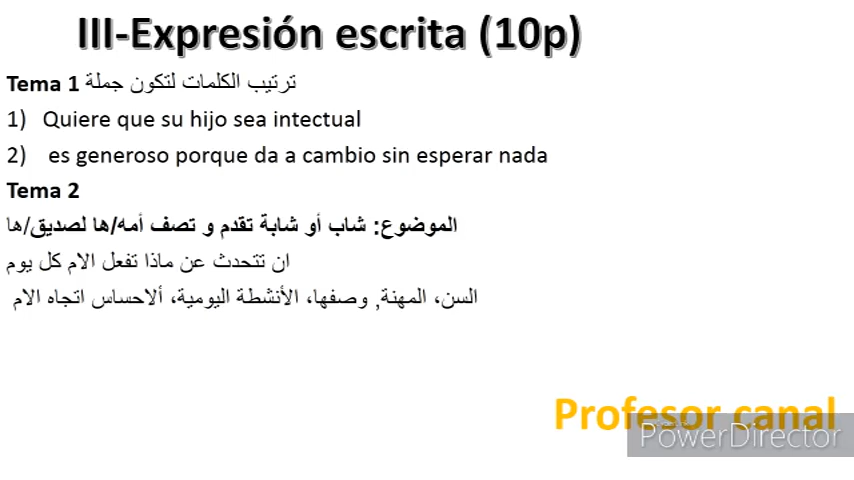 III-Expresión escrita (10p)
Tema 1 ترتيب الكلمات لتكون جملة
1) Quiere que su hijo sea intectual
2) es generoso porque da a cambio sin esperar nada
Tema 2
الموضوع: شاب أو شابة تقدم و تصف أمه/ها لصديق/ها
ان تتحدث عن ماذا تفعل الام كل يوم
السن، المهنة, وصفها، الأنشطة اليومية، ألاحساس اتجاه الام
Profesor canal
PowerDirector